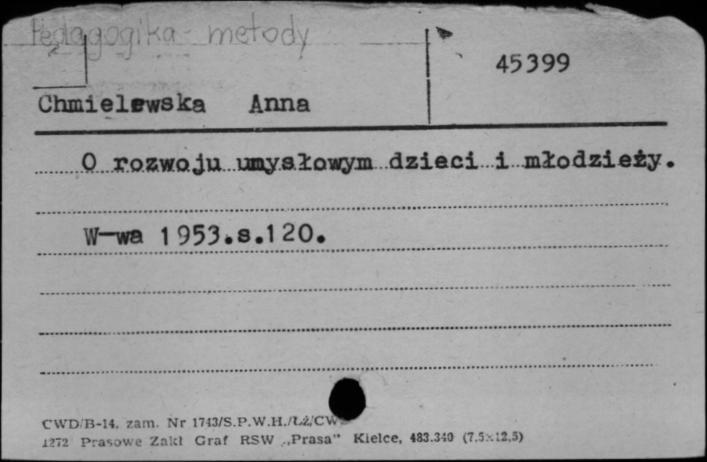 Pedagogika - metody
45399
Chmielewska Anna
O rozwoju umysłowym dzieci i młodzieży.
W-wa 1953.s.120.
CWD/B-14. zam. Nr 1743/S.P.W.H./ŁŻ/CW
1272 Prasowe Zakł Graf RSW „Prasa" Kielce, 483.340 (7,5x12,5)